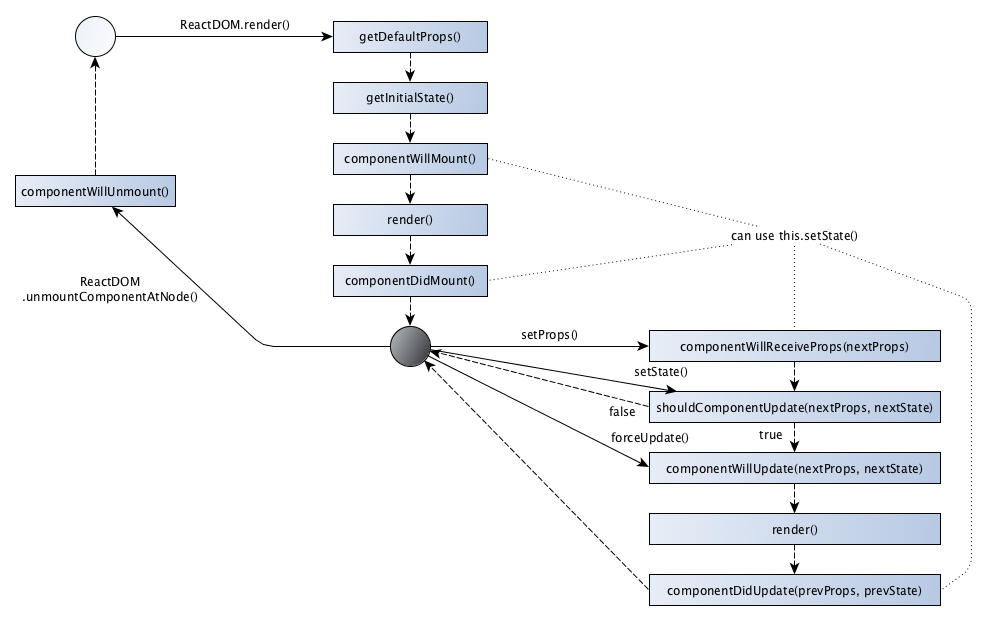 ReactDOM.render()
getDefaultProps()
getInitialState()
componentWillMount()
componentWillUnmount()
render()
can use this.setState()
componentDidMount()
ReactDOM
.unmountComponentAtNode()
setProps()
componentWillReceiveProps(nextProps)
setState()
shouldComponentUpdate(nextProps, nextState)
false
true
forceUpdate()
componentWillUpdate(nextProps, nextState)
render()
componentDidUpdate(prevProps, prevState)